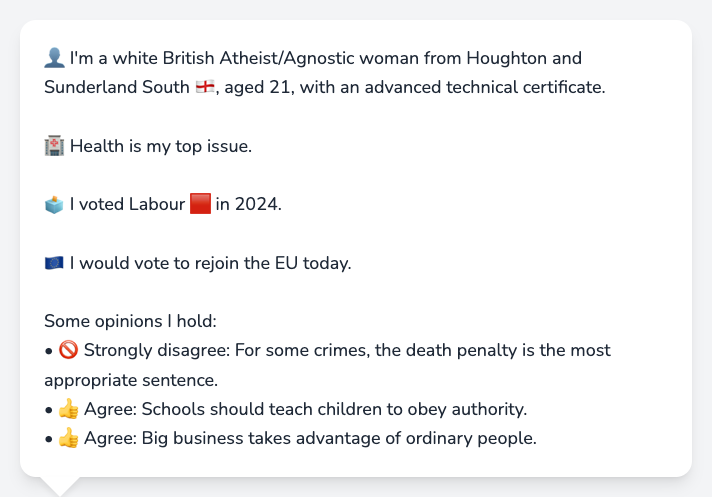 👤 I'm a white British Atheist/Agnostic woman from Houghton and
Sunderland South 🏴󠁧󠁢󠁥󠁮󠁧󠁿, aged 21, with an advanced technical certificate.
🏥 Health is my top issue.
🗳️ I voted Labour 🟥 in 2024.
🇪🇺 I would vote to rejoin the EU today.
Some opinions I hold:
• 🚫 Strongly disagree: For some crimes, the death penalty is the most
appropriate sentence.
• 👍 Agree: Schools should teach children to obey authority.
• 👍 Agree: Big business takes advantage of ordinary people.